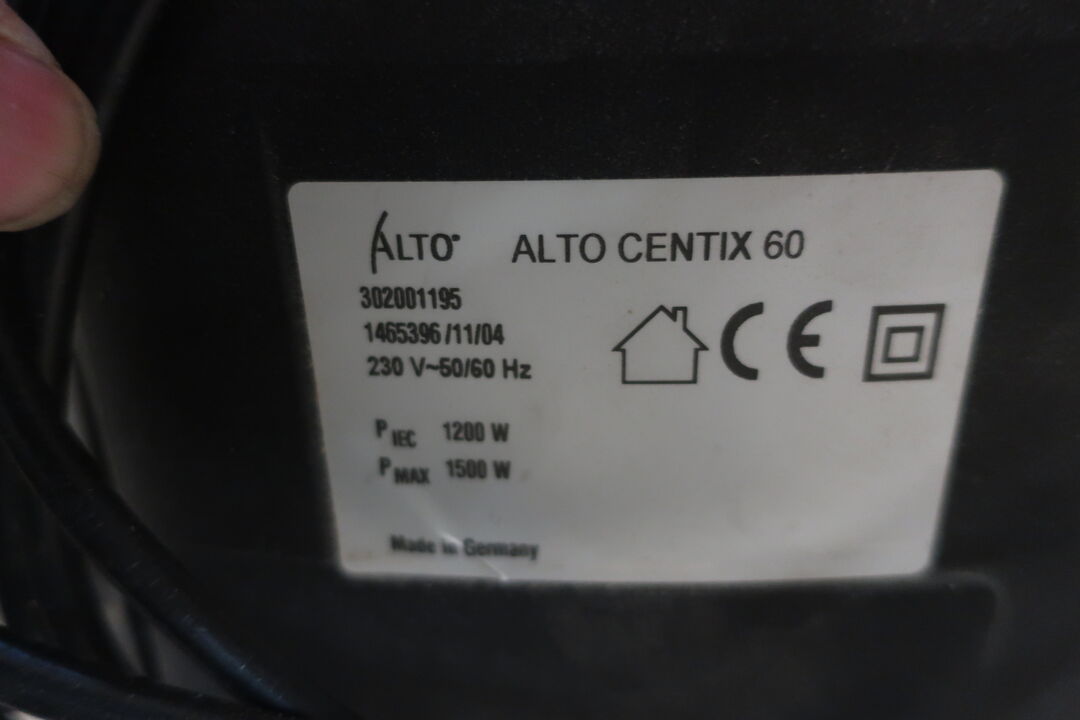 ALTO ALTO CENTIX 60
302001195
1465396/11/04
230 V~50/60 Hz
CE
P IEC 1200 W
P MAX 1500 W
Made in Germany